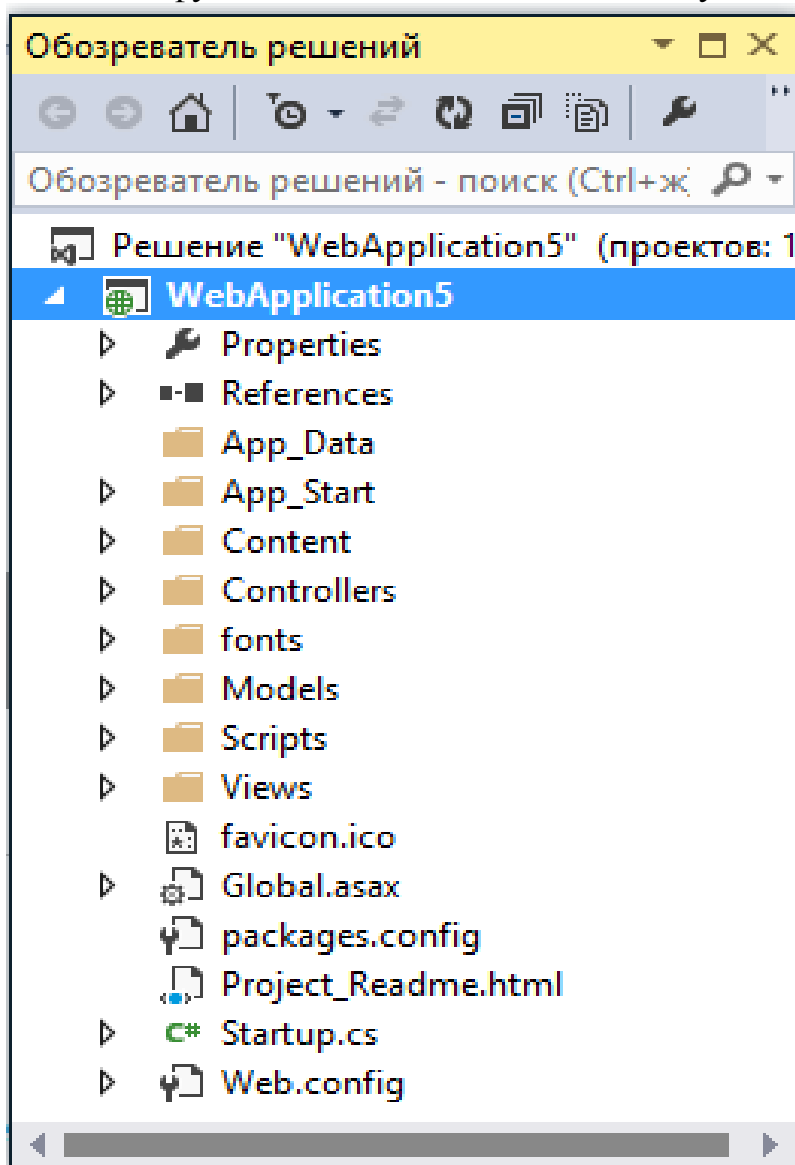 Обозреватель решений
Обозреватель решений - поиск (Ctrl+ж
Решение "WebApplication5" (проектов: 1
WebApplication5
Properties
References
App_Data
App_Start
Content
Controllers
fonts
Models
Scripts
Views
favicon.ico
Global.asax
packages.config
Project_Readme.html
C# Startup.cs
Web.config